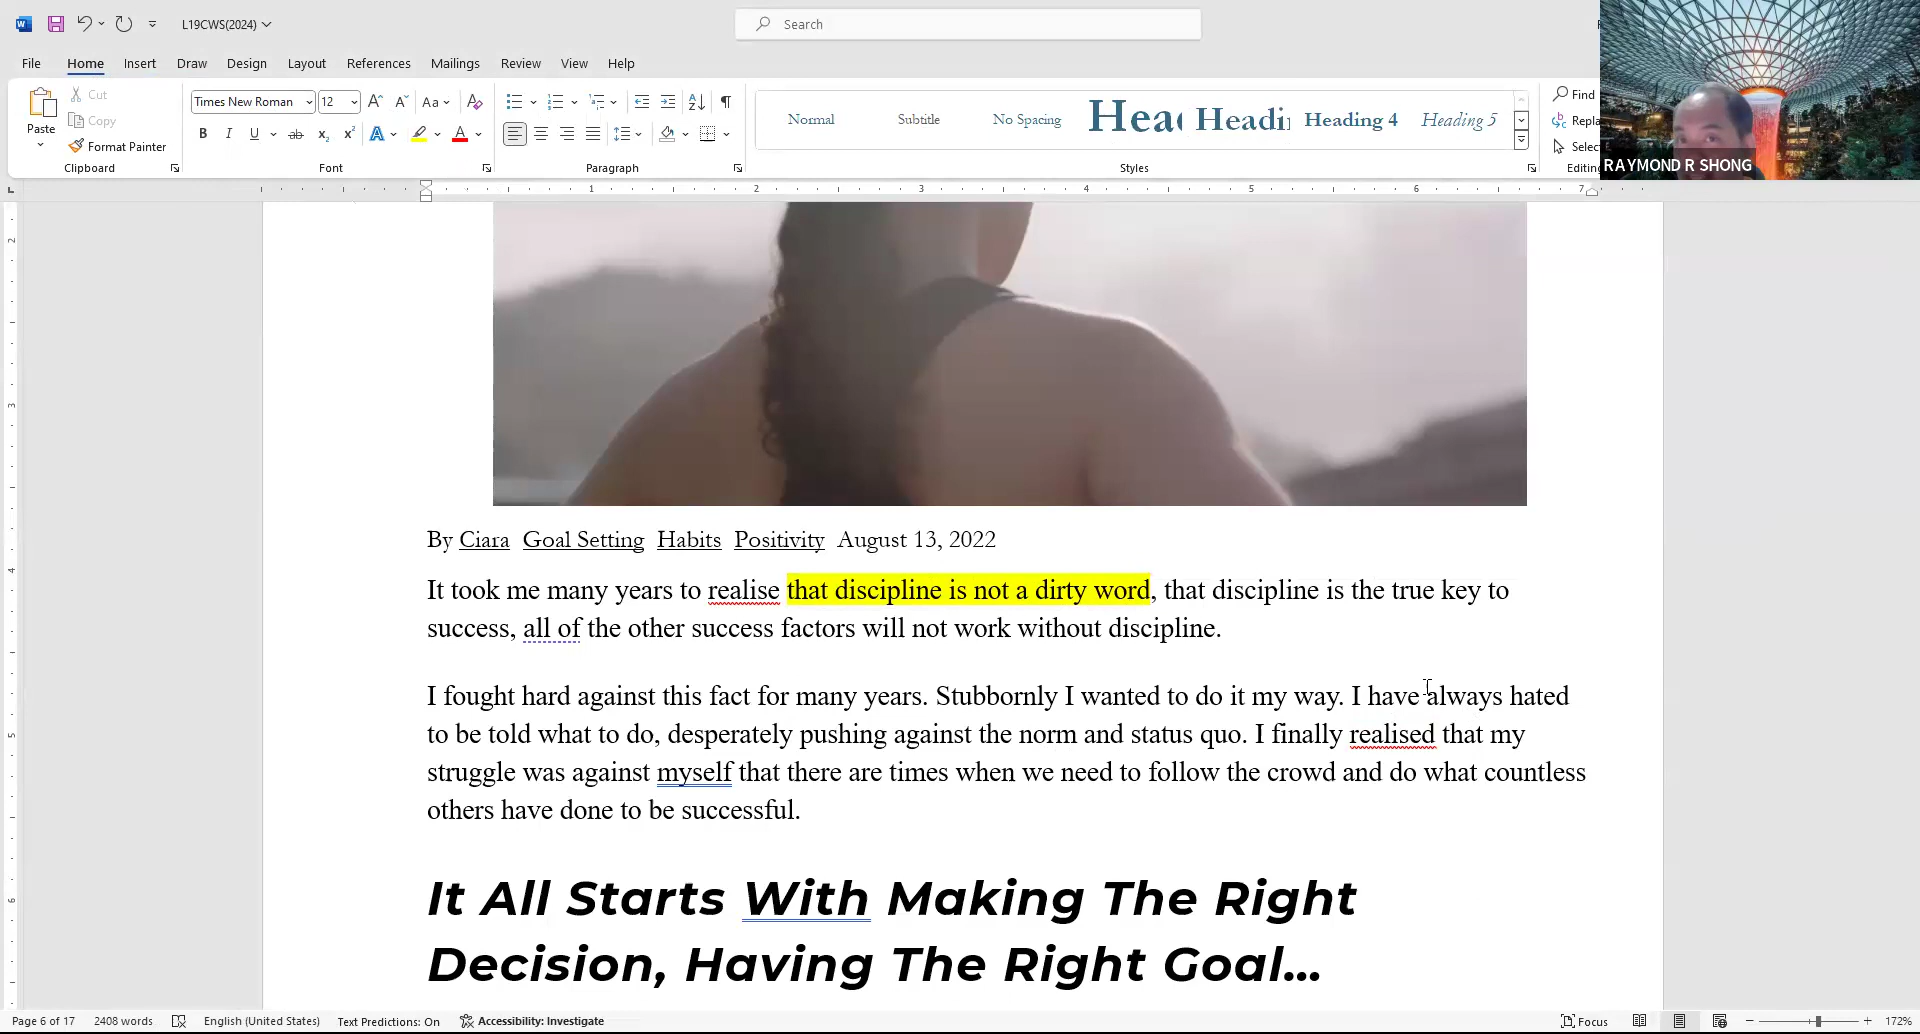 L19CWS(2024)
Search
File Home Insert Draw Design Layout References Mailings Review View Help
Paste
Cut
Copy
Format Painter
Clipboard
Times New Roman 12
Font
Paragraph
Normal Subtitle No Spacing Heading 4 Heading 5
Styles
Find
Editing
RAYMOND R SHONG
1 2 3 4 5 6 7
By Ciara Goal Setting Habits Positivity August 13, 2022
It took me many years to realise that discipline is not a dirty word, that discipline is the true key to
success, all of the other success factors will not work without discipline.
I fought hard against this fact for many years. Stubbornly I wanted to do it my way. I have always hated
to be told what to do, desperately pushing against the norm and status quo. I finally realised that my
struggle was against myself that there are times when we need to follow the crowd and do what countless
others have done to be successful.
It All Starts With Making The Right
Decision, Having The Right Goal...
Page 6 of 17 2408 words English (United States) Text Predictions: On Accessibility: Investigate Focus 172%